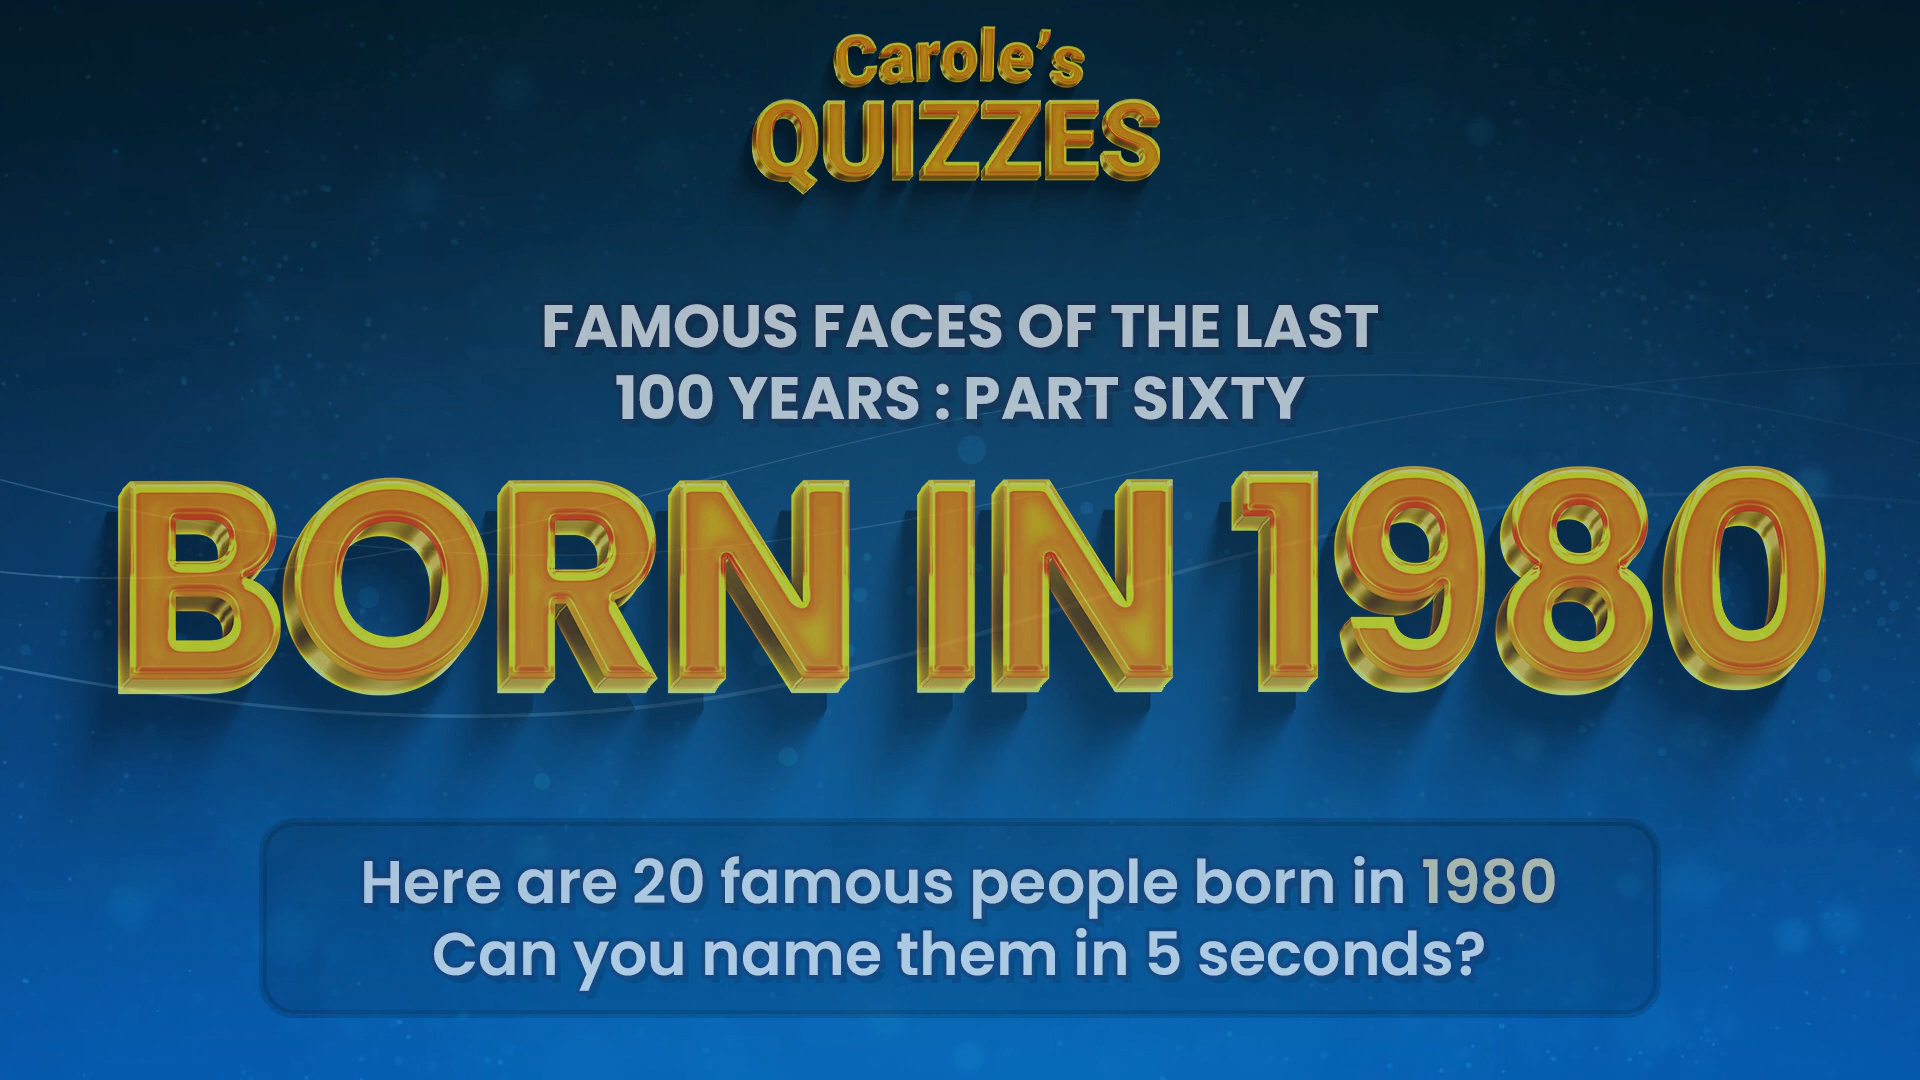 Carole's
QUIZZES
FAMOUS FACES OF THE LAST
100 YEARS : PART SIXTY
BORN IN 1980
Here are 20 famous people born in 1980
Can you name them in 5 seconds?